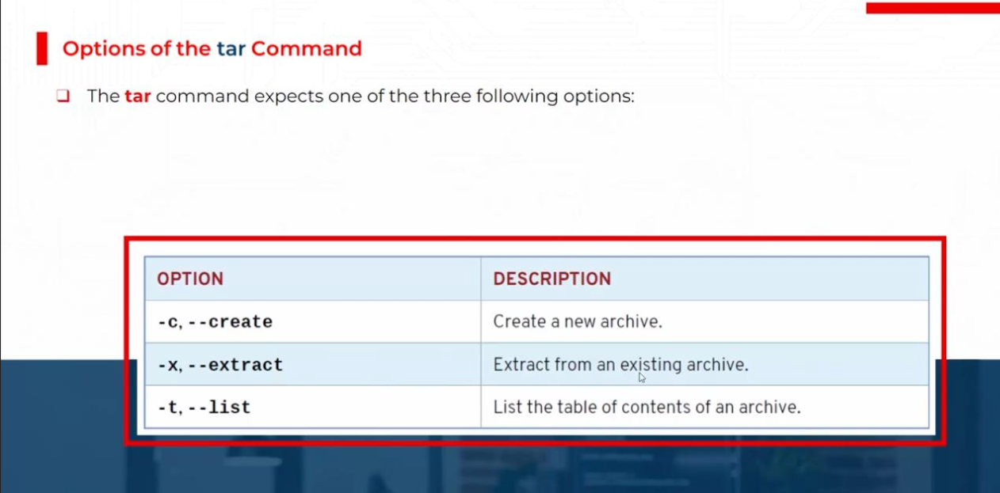 Options of the tar Command
The tar command expects one of the three following options:
OPTION DESCRIPTION
-c, --create Create a new archive.
-x, --extract Extract from an existing archive.
-t, --list List the table of contents of an archive.